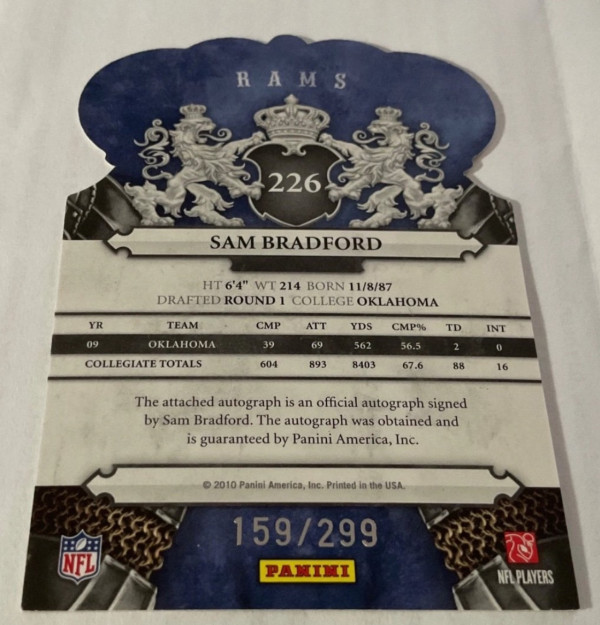 RAMS
226
SAM BRADFORD
HT 6'4" WT 214 BORN 11/8/87
DRAFTED ROUND 1 COLLEGE OKLAHOMA
YR TEAM CMP ATT YDS CMP% TD INT
09 OKLAHOMA 39 69 562 56.5 2 0
COLLEGIATE TOTALS 604 893 8403 67.6 88 16
The attached autograph is an official autograph signed
by Sam Bradford. The autograph was obtained and
is guaranteed by Panini America, Inc.
© 2010 Panini America, Inc. Printed in the USA.
159/299
PANINI
NFL
NFL PLAYERS